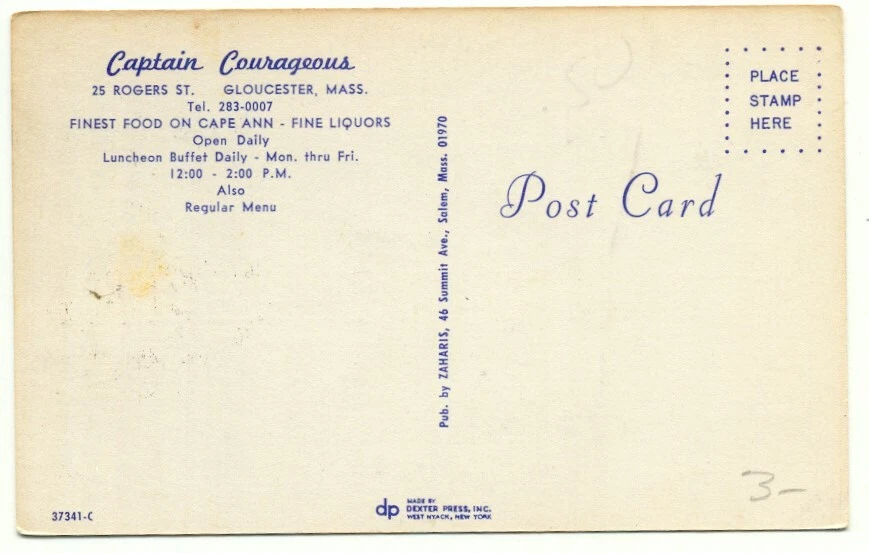 Captain Courageous
25 ROGERS ST. GLOUCESTER, MASS.
Tel. 283-0007
FINEST FOOD ON CAPE ANN - FINE LIQUORS
Open Daily
Luncheon Buffet Daily - Mon. thru Fri.
12:00 - 2:00 P.M.
Also
Regular Menu
Pub. by ZAHARIS, 46 Summit Ave., Salem, Mass. 01970
PLACE
STAMP
HERE
Post Card
3-
37341-C
dp
MADE BY
DEXTER PRESS, INC.
WEST NYACK, NEW YORK